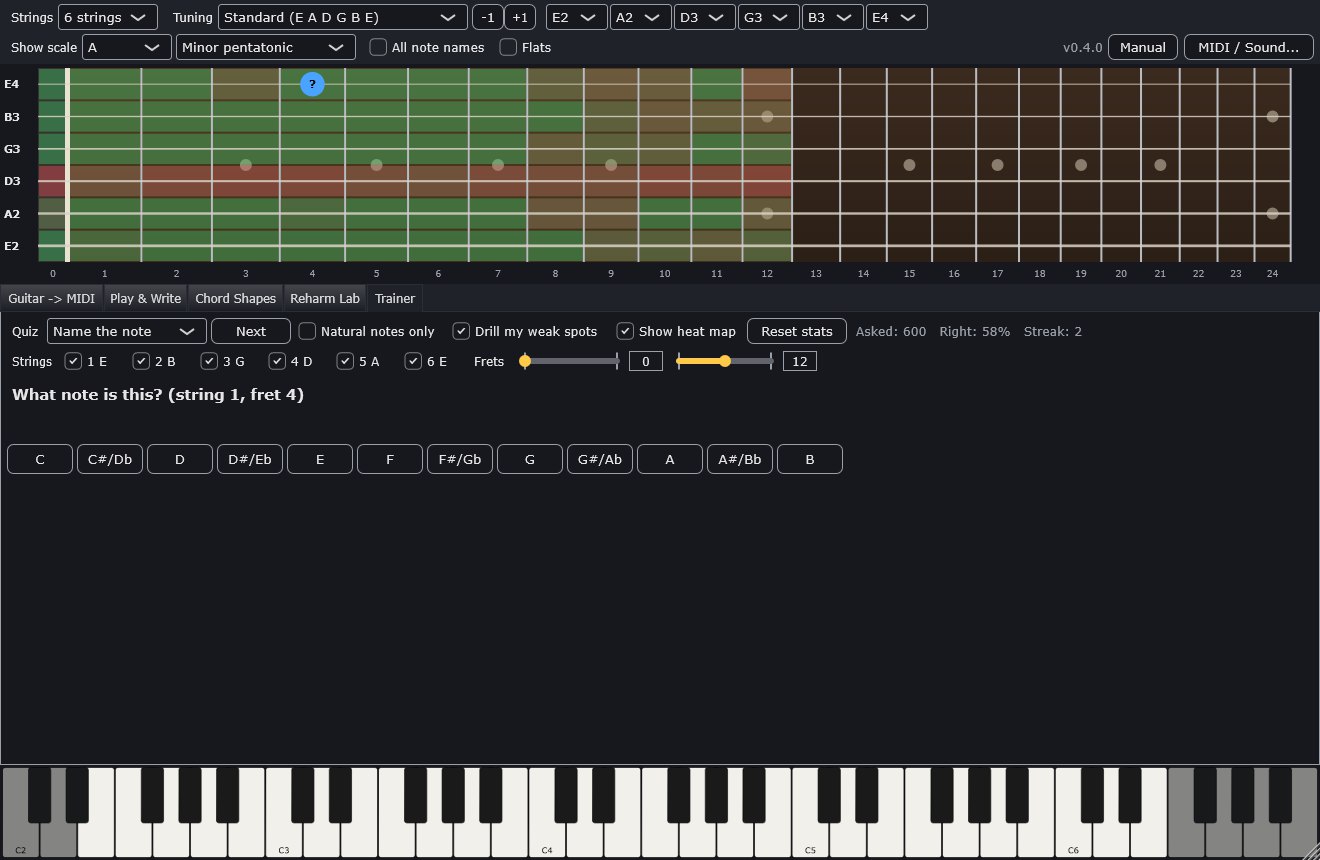 Strings 6 strings Tuning Standard (E A D G B E) -1 +1 E2 A2 D3 G3 B3 E4
Show scale A Minor pentatonic All note names Flats v0.4.0 Manual MIDI / Sound...
E4 ?
B3
G3
D3
A2
E2
0 1 2 3 4 5 6 7 8 9 10 11 12 13 14 15 16 17 18 19 20 21 22 23 24
Guitar -> MIDI Play & Write Chord Shapes Reharm Lab Trainer
Quiz Name the note Next Natural notes only Drill my weak spots Show heat map Reset stats Asked: 600 Right: 58% Streak: 2
Strings 1 E 2 B 3 G 4 D 5 A 6 E Frets 0 12
What note is this? (string 1, fret 4)
C C#/Db D D#/Eb E F F#/Gb G G#/Ab A A#/Bb B
C2 C3 C4 C5 C6